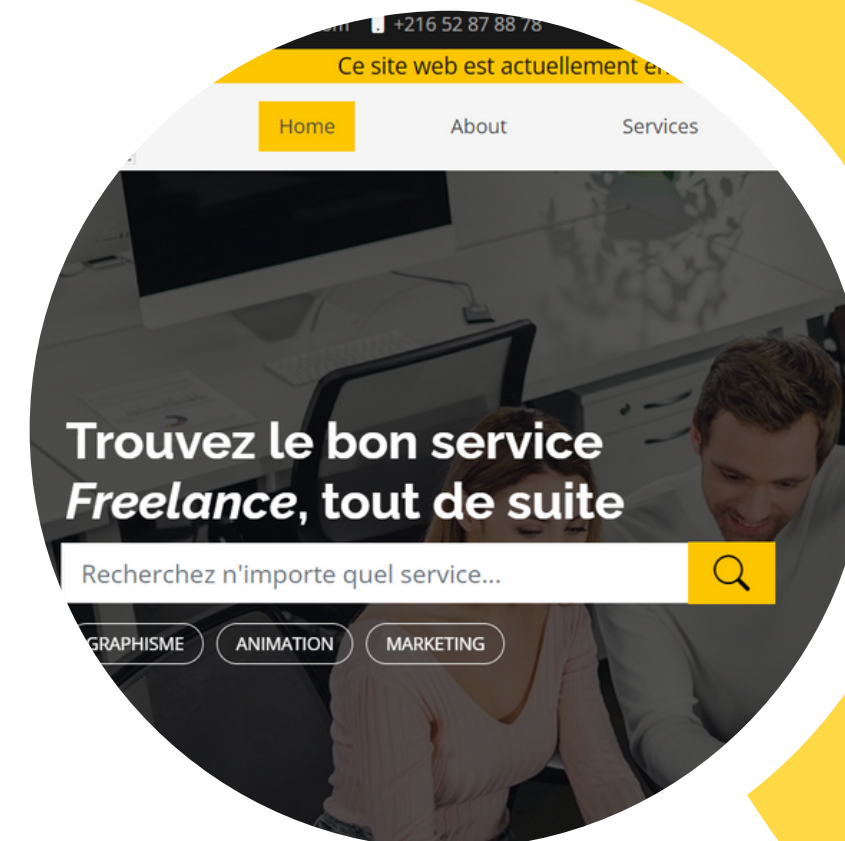 +216 52 87 88 78
Ce site web est actuellement
Home About Services
Trouvez le bon service
Freelance, tout de suite
Recherchez n'importe quel service...
GRAPHISME ANIMATION MARKETING